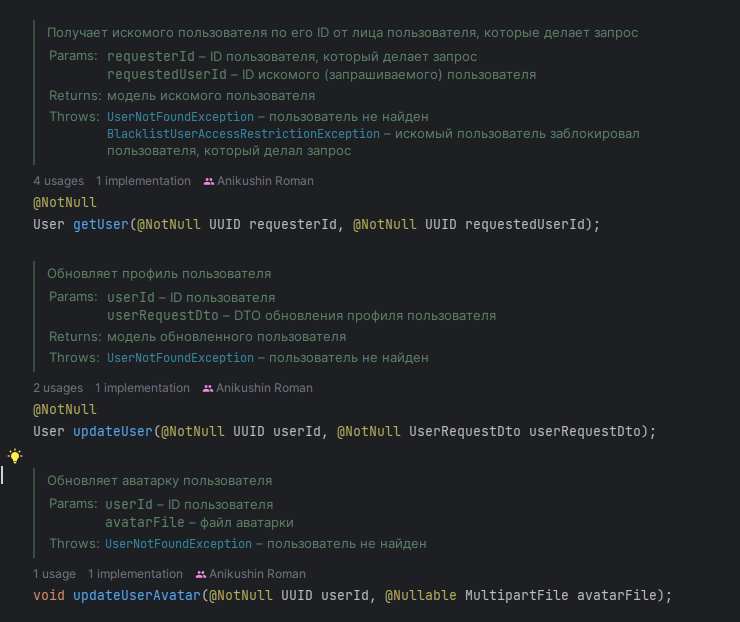 Получает искомого пользователя по его ID от лица пользователя, которые делает запрос
Params: requesterId – ID пользователя, который делает запрос
requestedUserId – ID искомого (запрашиваемого) пользователя
Returns: модель искомого пользователя
Throws: UserNotFoundException – пользователь не найден
BlacklistUserAccessRestrictionException – искомый пользователь заблокировал
пользователя, который делал запрос
4 usages 1 implementation Anikushin Roman
@NotNull
User getUser(@NotNull UUID requesterId, @NotNull UUID requestedUserId);
Обновляет профиль пользователя
Params: userId – ID пользователя
userRequestDto – DTO обновления профиля пользователя
Returns: модель обновленного пользователя
Throws: UserNotFoundException – пользователь не найден
2 usages 1 implementation Anikushin Roman
@NotNull
User updateUser(@NotNull UUID userId, @NotNull UserRequestDto userRequestDto);
Обновляет аватарку пользователя
Params: userId – ID пользователя
avatarFile – файл аватарки
Throws: UserNotFoundException – пользователь не найден
1 usage 1 implementation Anikushin Roman
void updateUserAvatar(@NotNull UUID userId, @Nullable MultipartFile avatarFile);